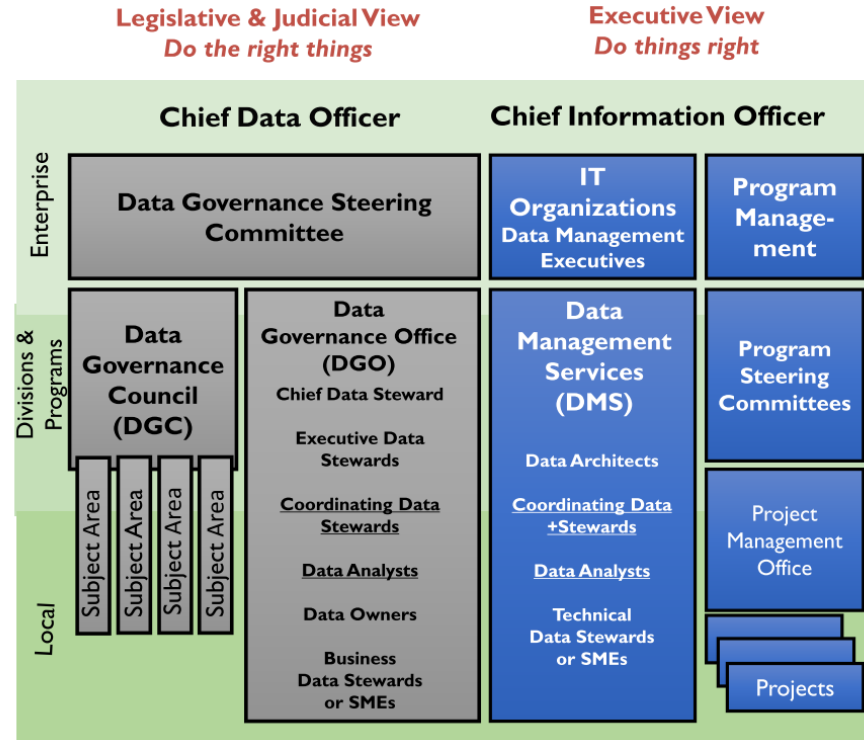 Legislative & Judicial View
Do the right things
Executive View
Do things right
Chief Data Officer
Chief Information Officer
Enterprise
Data Governance Steering
Committee
IT
Organizations
Data Management
Executives
Program
Manage-
ment
Divisions &
Programs
Data
Governance
Council
(DGC)
Data
Governance Office
(DGO)
Chief Data Steward
Executive Data
Stewards
Coordinating Data
Stewards
Data Analysts
Data Owners
Business
Data Stewards
or SMEs
Data
Management
Services
(DMS)
Data Architects
Coordinating Data
+Stewards
Data Analysts
Technical
Data Stewards
or SMEs
Program
Steering
Committees
Local
Subject Area
Subject Area
Subject Area
Subject Area
Project
Management
Office
Projects